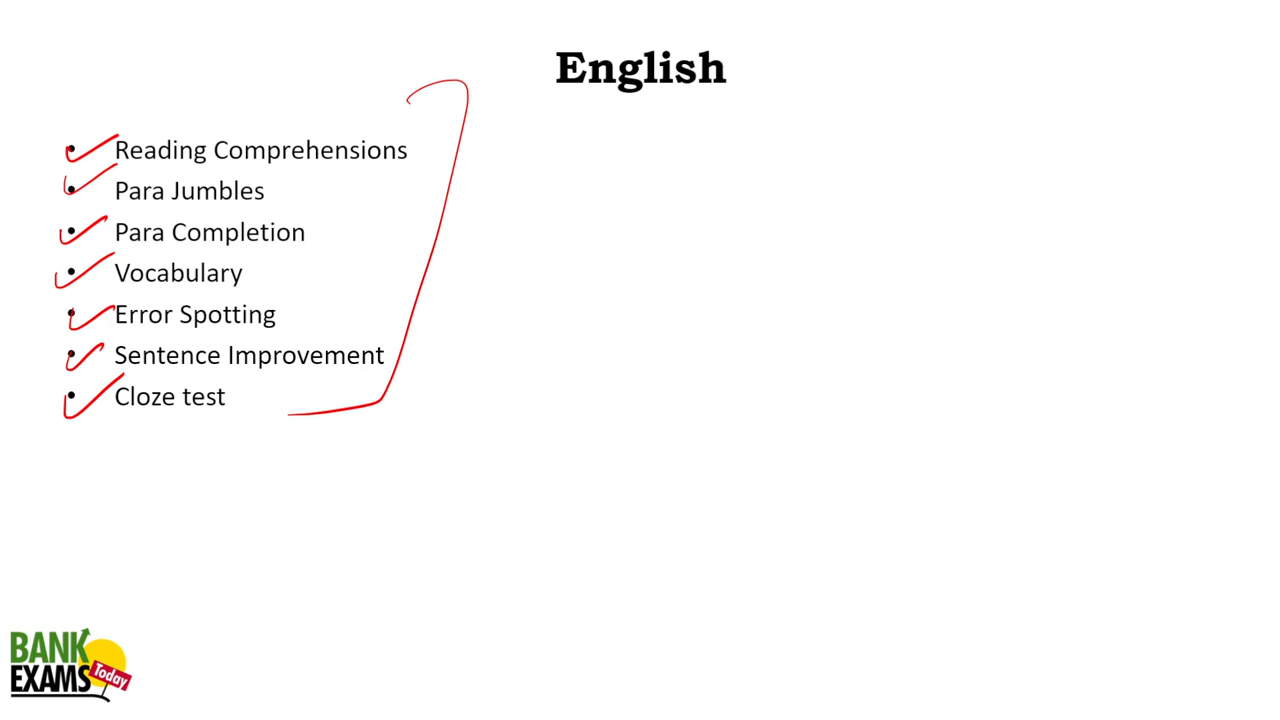 English
• Reading Comprehensions
• Para Jumbles
• Para Completion
• Vocabulary
• Error Spotting
• Sentence Improvement
• Cloze test
BANK
EXAMS
Today